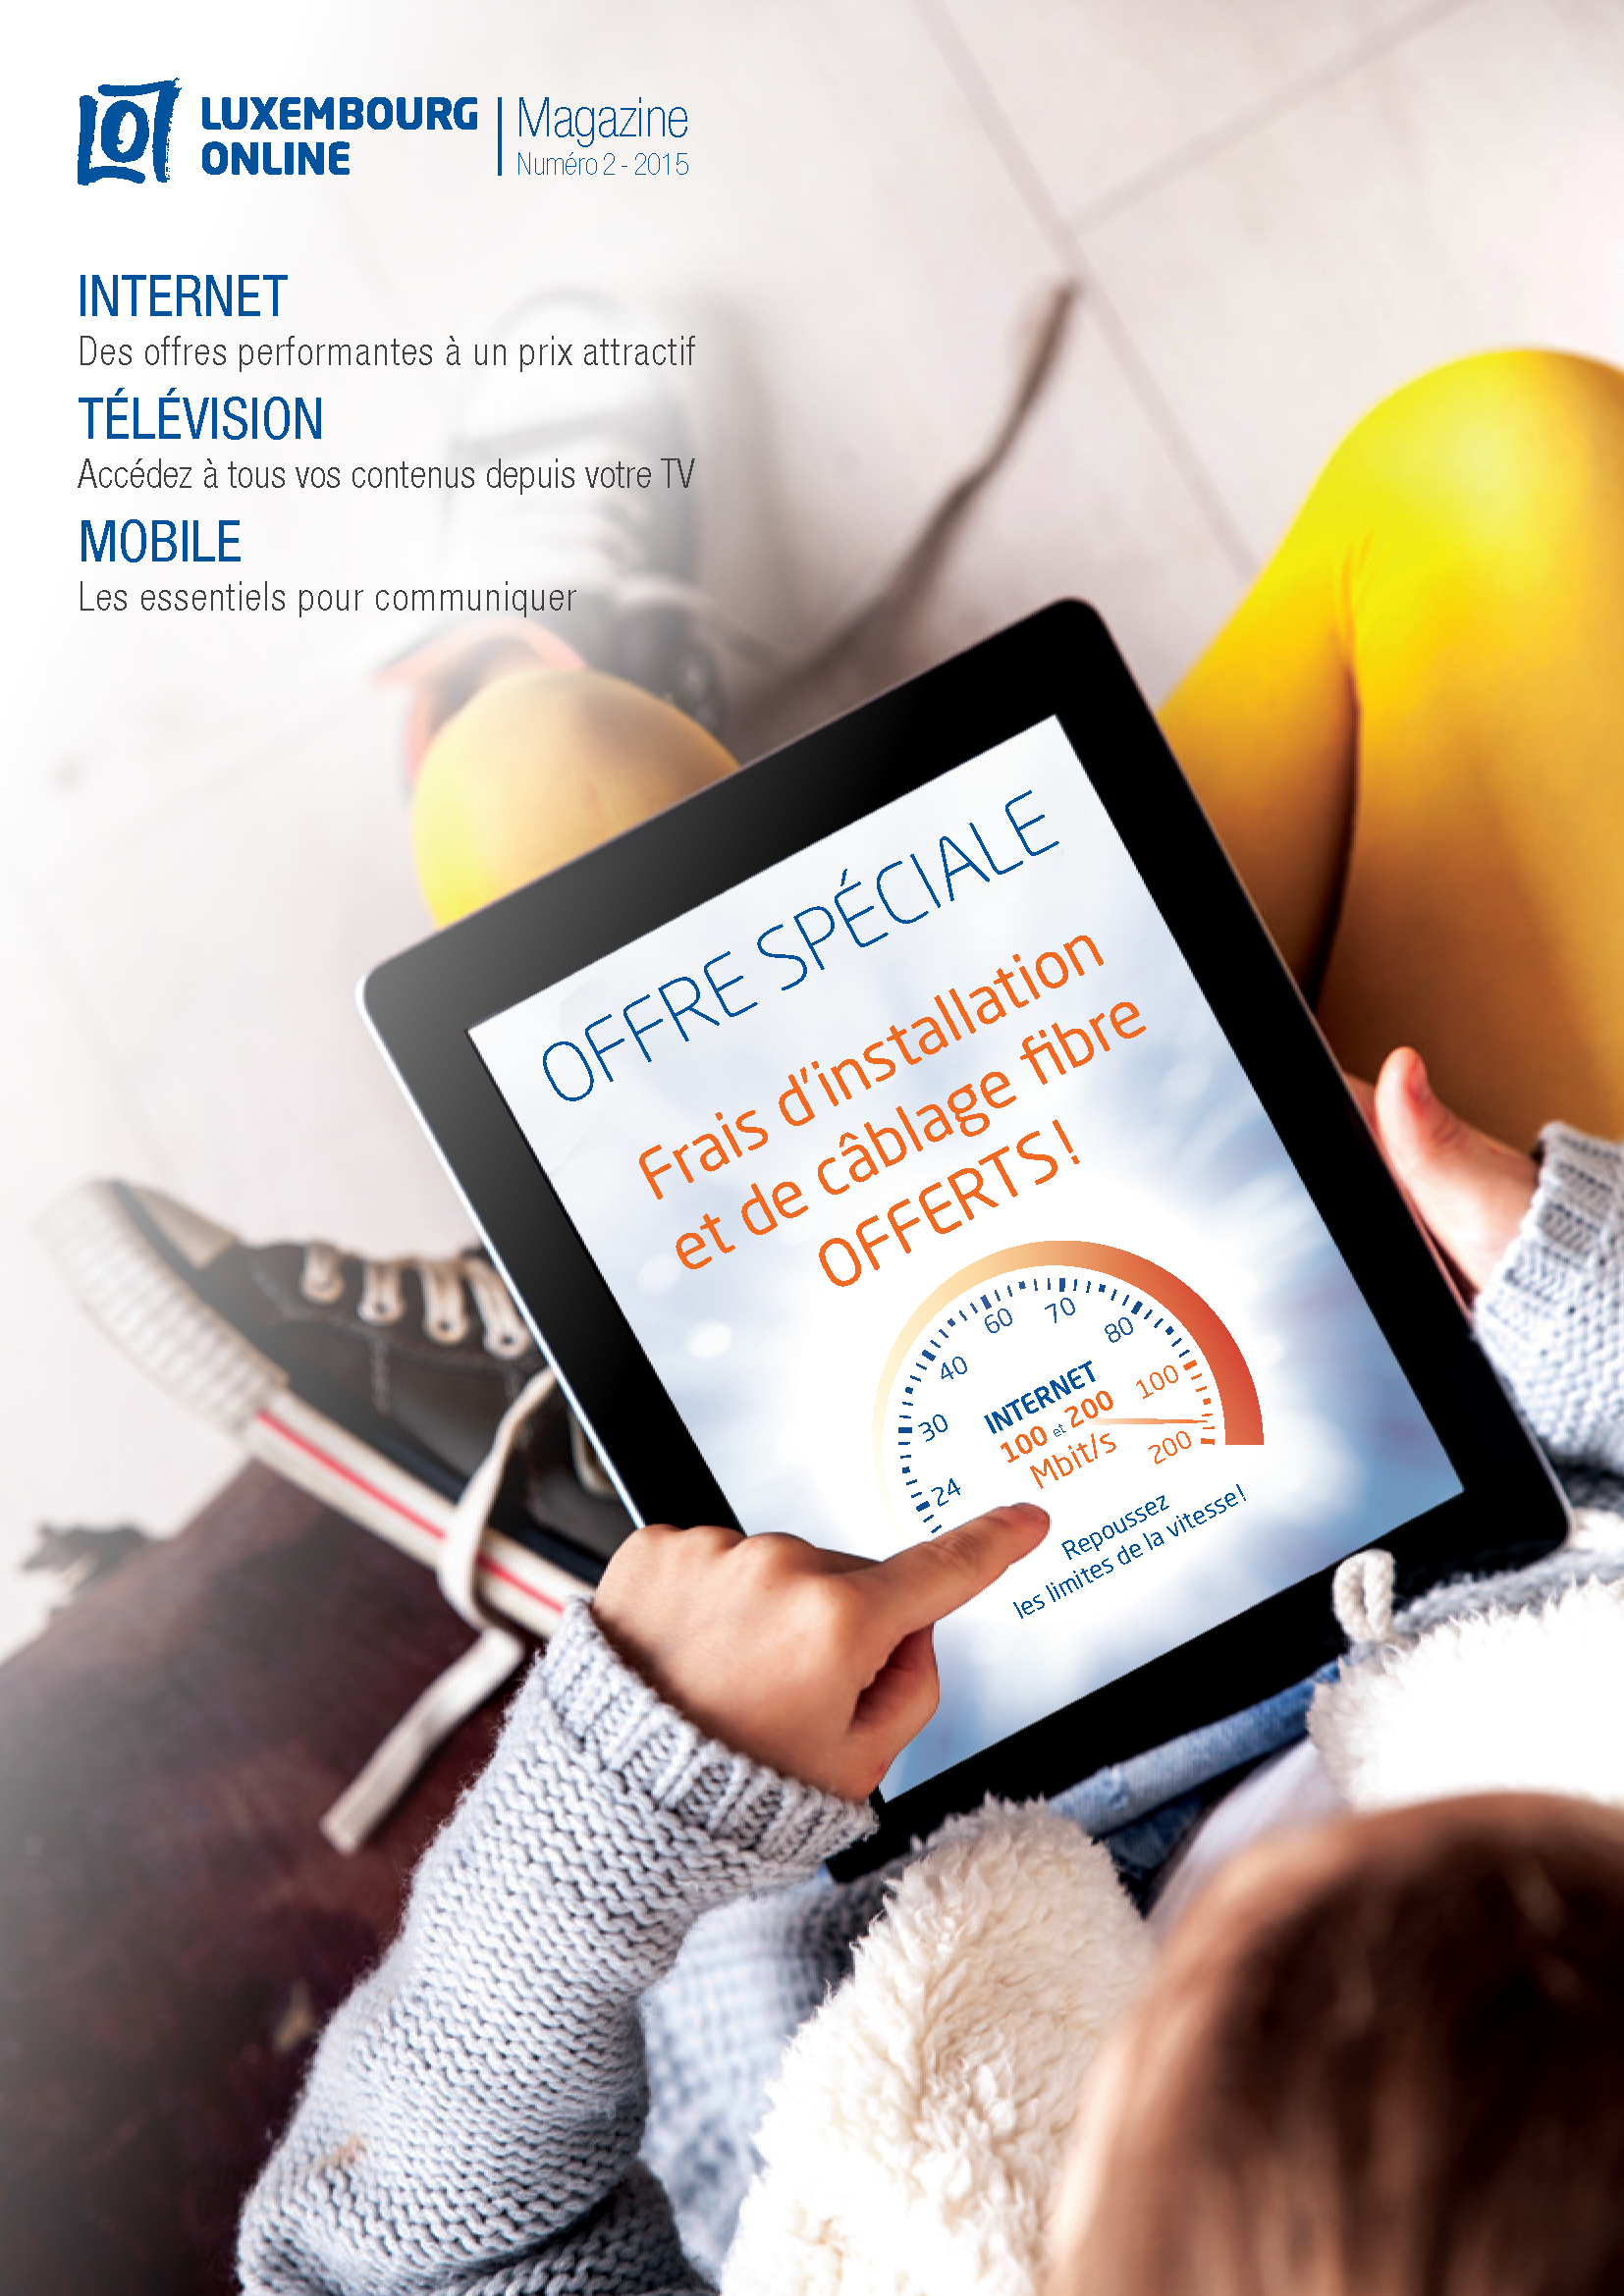 LUXEMBOURG
ONLINE
Magazine
Numéro 2 - 2015
INTERNET
Des offres performantes à un prix attractif
TÉLÉVISION
Accédez à tous vos contenus depuis votre TV
MOBILE
Les essentiels pour communiquer
OFFRE SPÉCIALE
Frais d'installation
et de câblage fibre
OFFERTS!
24
30
40
60
70
80
100
200
INTERNET
100 et 200
Mbit/s
Repoussez
les limites de la vitesse!